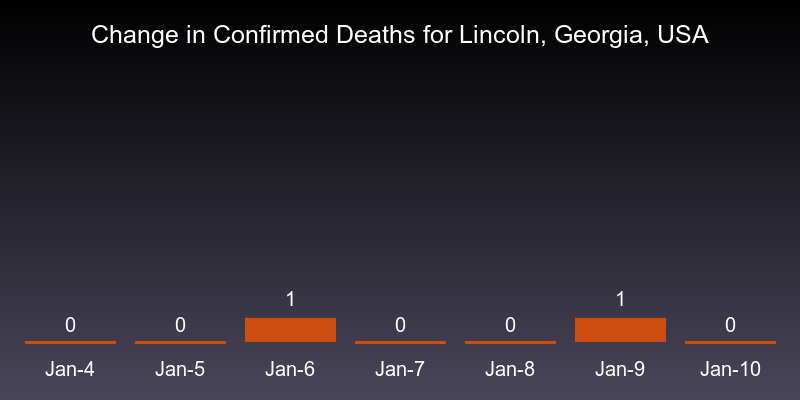 Change in Confirmed Deaths for Lincoln, Georgia, USA
0 0 1 0 0 1 0
Jan-4 Jan-5 Jan-6 Jan-7 Jan-8 Jan-9 Jan-10